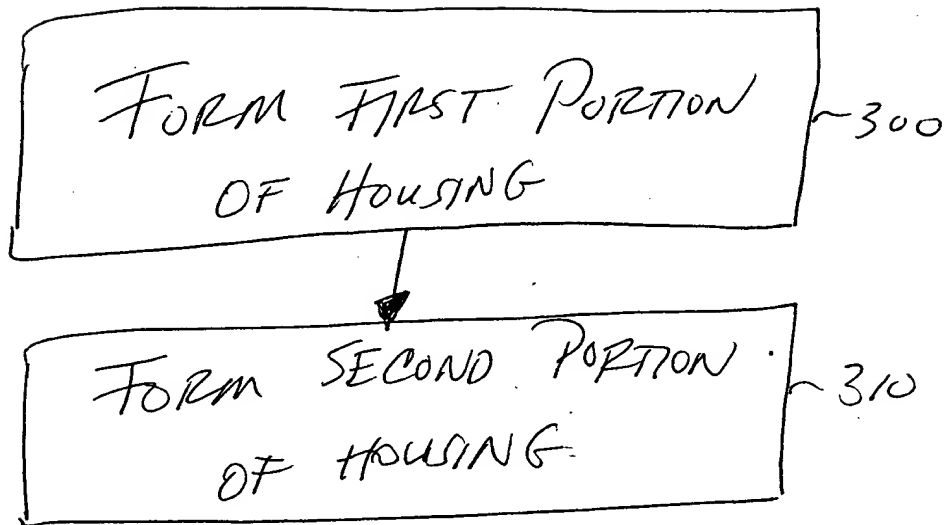 FORM FIRST PORTION
OF HOUSING
300
FORM SECOND PORTION
OF HOUSING
310